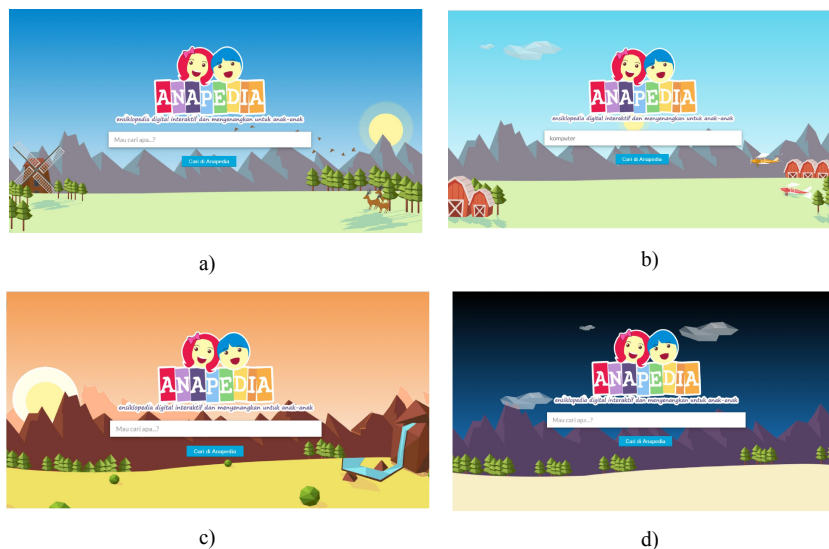 ANAPEDIA
ensiklopedia digital interaktif dan menyenangkan untuk anak-anak
Mau cari apa...?
Cari di Anapedia
a)
ANAPEDIA
ensiklopedia digital interaktif dan menyenangkan untuk anak-anak
komputer
Cari di Anapedia
b)
ANAPEDIA
ensiklopedia digital interaktif dan menyenangkan untuk anak-anak
Mau cari apa...?
Cari di Anapedia
c)
ANAPEDIA
ensiklopedia digital interaktif dan menyenangkan untuk anak-anak
Mau cari apa...?
Cari di Anapedia
d)